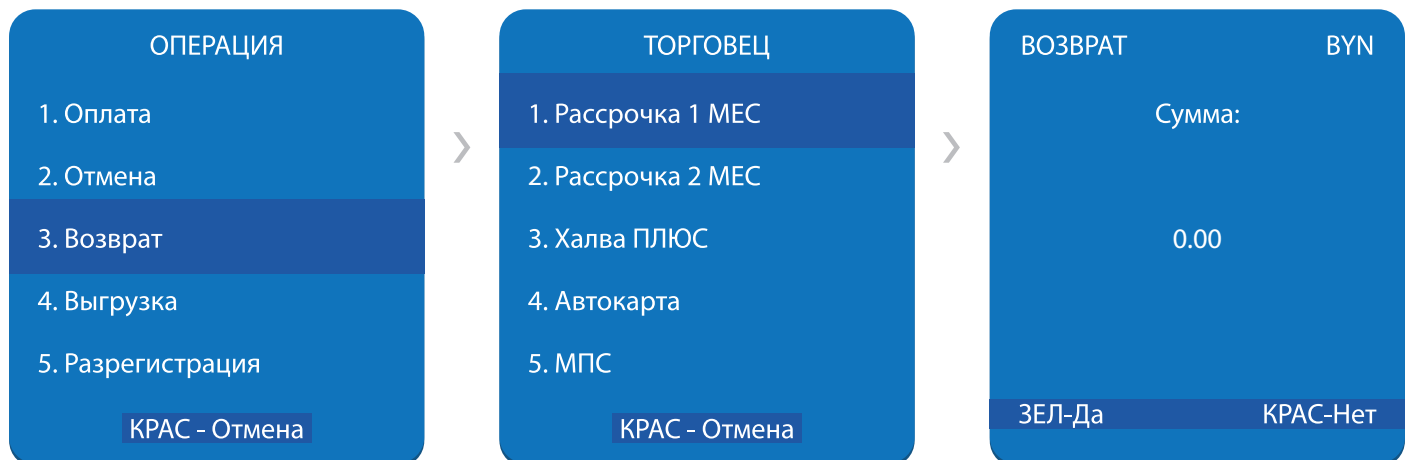 ОПЕРАЦИЯ
1. Оплата
2. Отмена
3. Возврат
4. Выгрузка
5. Разрегистрация
КРАС - Отмена
ТОРГОВЕЦ
1. Рассрочка 1 МЕС
2. Рассрочка 2 МЕС
3. Халва ПЛЮС
4. Автокарта
5. МПС
КРАС - Отмена
ВОЗВРАТ BYN
Сумма:
0.00
ЗЕЛ-Да КРАС-Нет